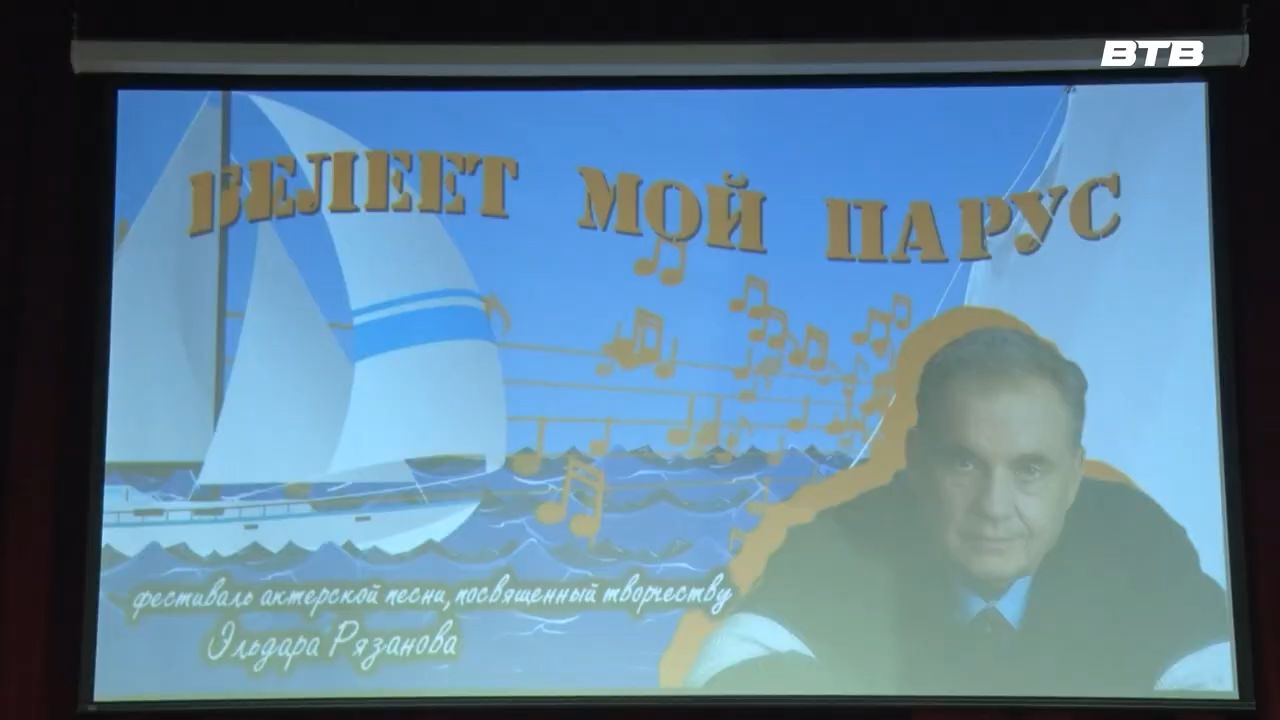 ВТВ
БЕЛЕЕТ МОЙ ПАРУС
фестиваль актерской песни, посвященный творчеству
Эльдара Рязанова